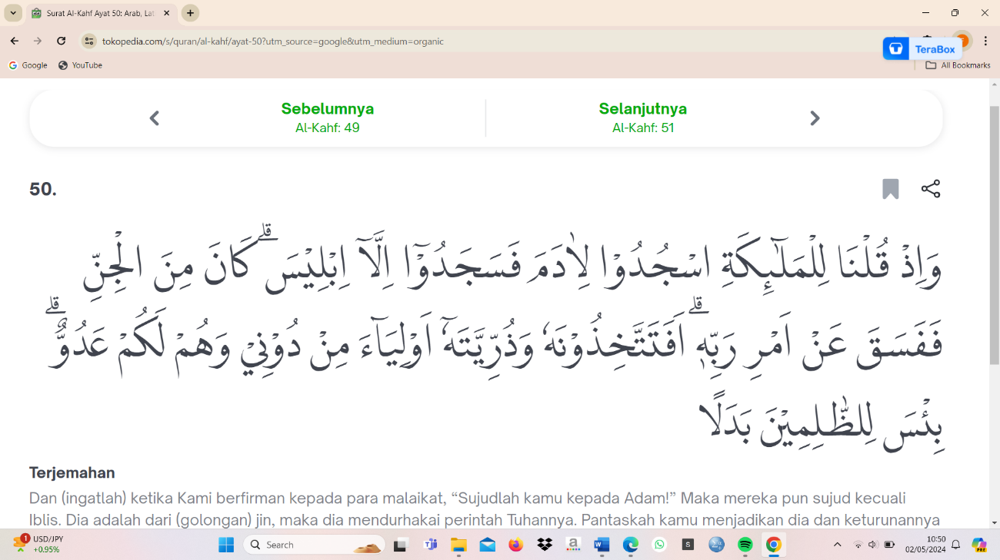 Surat Al-Kahf Ayat 50: Arab, Lat
tokopedia.com/s/quran/al-kahf/ayat-50?utm_source=google&utm_medium=organic
TeraBox
Google YouTube All Bookmarks
Sebelumnya Selanjutnya
Al-Kahf: 49 Al-Kahf: 51
50.
وَاِذْ قُلْنَا لِلْمَلٰۤىِٕكَةِ اسْجُدُوْا لِاٰدَمَ فَسَجَدُوْٓا اِلَّآ اِبْلِيْسَۗ كَانَ مِنَ الْجِنِّ
فَفَسَقَ عَنْ اَمْرِ رَبِّهٖۗ اَفَتَتَّخِذُوْنَهٗ وَذُرِّيَّتَهٗٓ اَوْلِيَاۤءَ مِنْ دُوْنِيْ وَهُمْ لَكُمْ عَدُوٌّۗ
بِئْسَ لِلظّٰلِمِيْنَ بَدَلًا
Terjemahan
Dan (ingatlah) ketika Kami berfirman kepada para malaikat, “Sujudlah kamu kepada Adam!” Maka mereka pun sujud kecuali
Iblis. Dia adalah dari (golongan) jin, maka dia mendurhakai perintah Tuhannya. Pantaskah kamu menjadikan dia dan keturunannya
1 USD/JPY
+0.95%
Search
10:50
02/05/2024
PRE